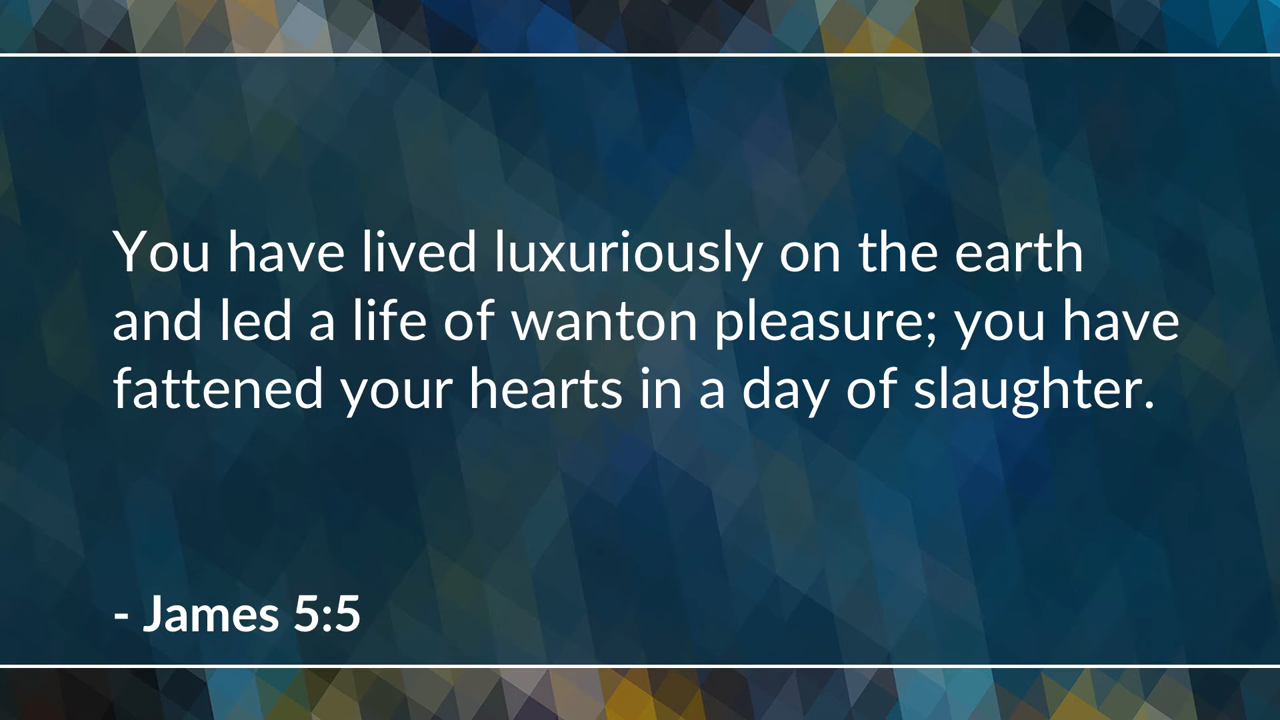 You have lived luxuriously on the earth
and led a life of wanton pleasure; you have
fattened your hearts in a day of slaughter.
- James 5:5